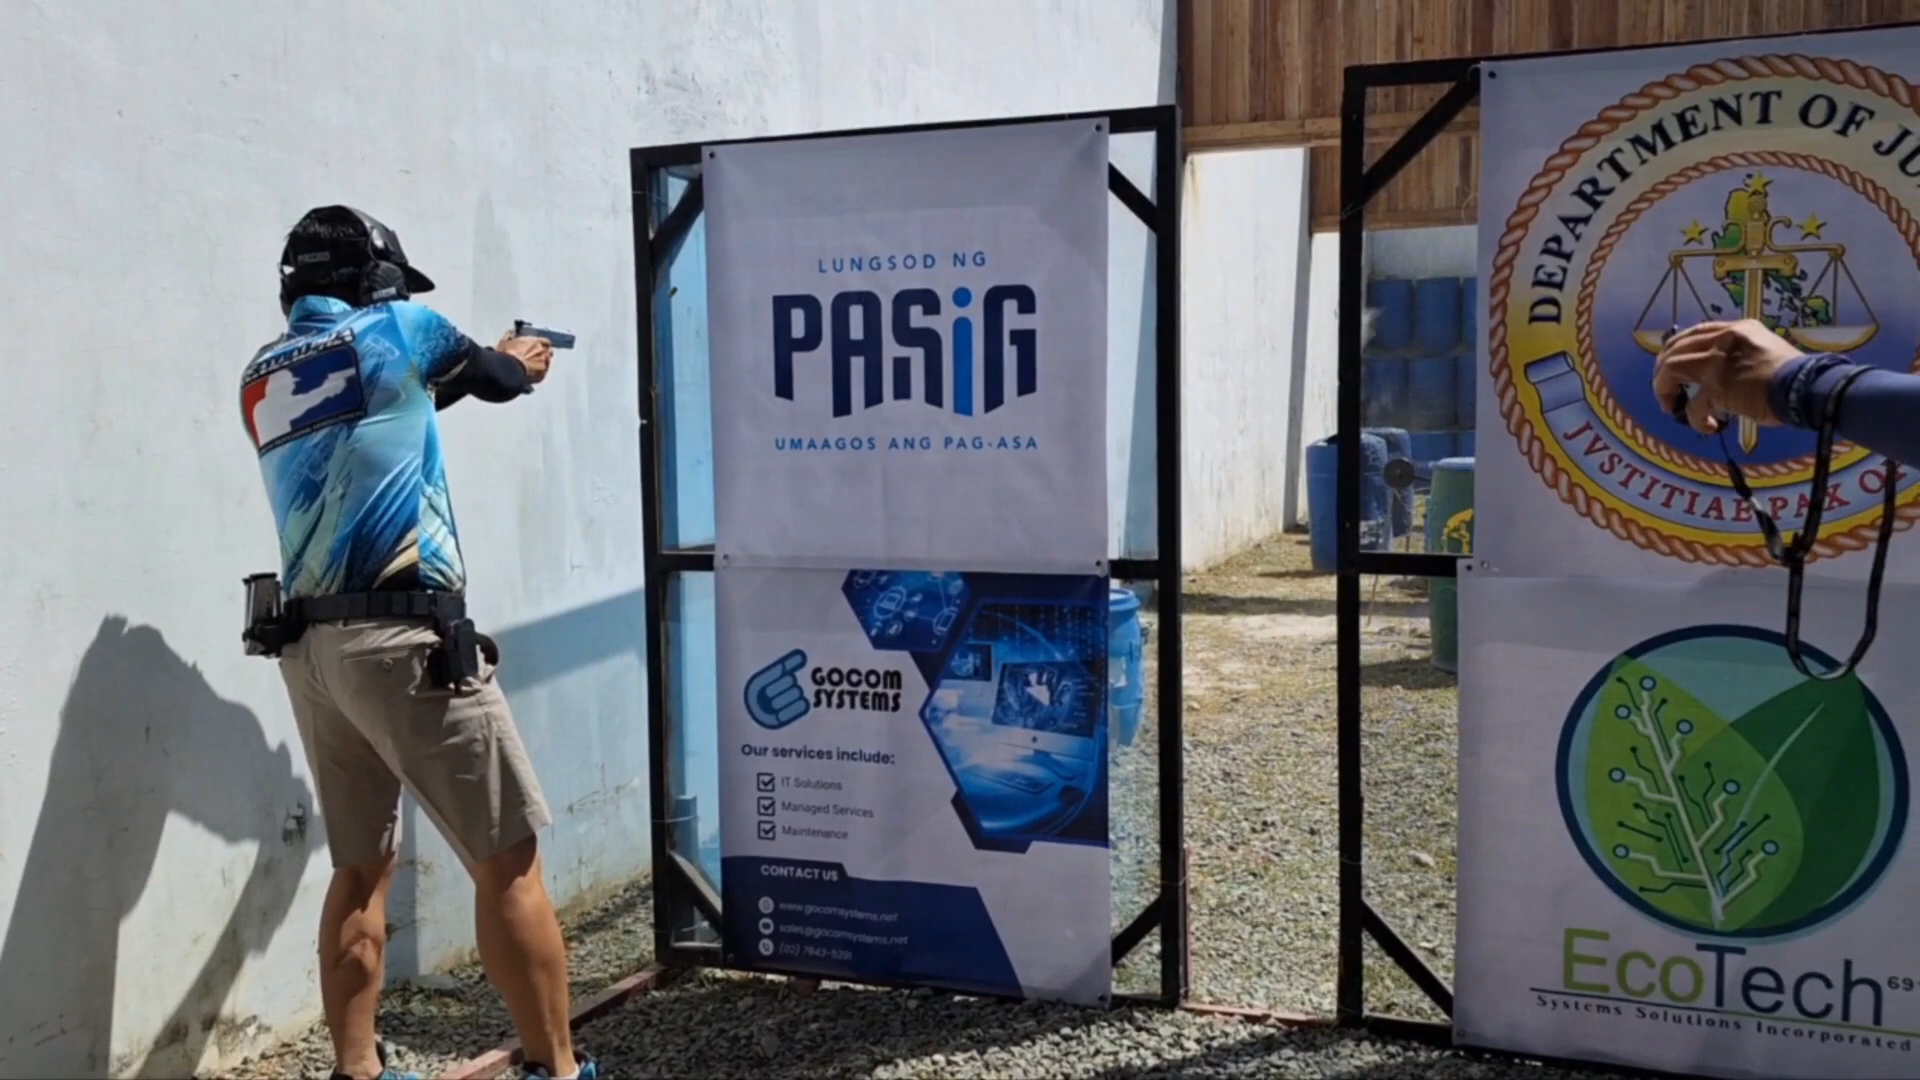 LUNGSOD NG
PASiG
UMAAGOS ANG PAG-ASA
GOCOM
SYSTEMS
Our services include:
IT Solutions
Managed Services
Maintenance
CONTACT US
www.gocomsystems.net
sales@gocomsystems.net
(02) 7943-5391
DEPARTMENT OF JU
JVSTITIAE PAX O
EcoTech 69
Systems Solutions Incorporated